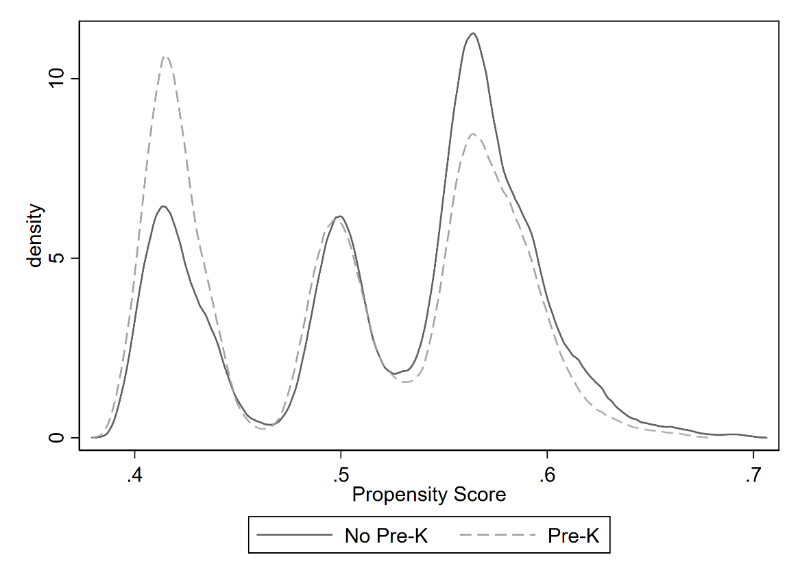 10
5
0
density
.4 .5 .6 .7
Propensity Score
No Pre-K Pre-K